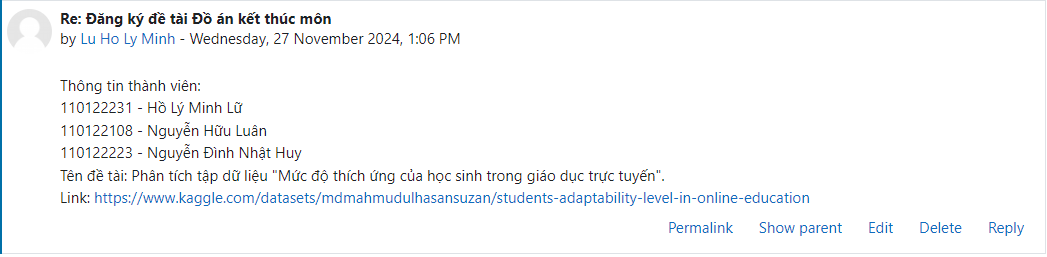 Re: Đăng ký đề tài Đồ án kết thúc môn
by Lu Ho Ly Minh - Wednesday, 27 November 2024, 1:06 PM
Thông tin thành viên:
110122231 - Hồ Lý Minh Lữ
110122108 - Nguyễn Hữu Luân
110122223 - Nguyễn Đình Nhật Huy
Tên đề tài: Phân tích tập dữ liệu "Mức độ thích ứng của học sinh trong giáo dục trực tuyến".
Link: https://www.kaggle.com/datasets/mdmahmudulhasansuzan/students-adaptability-level-in-online-education
Permalink Show parent Edit Delete Reply